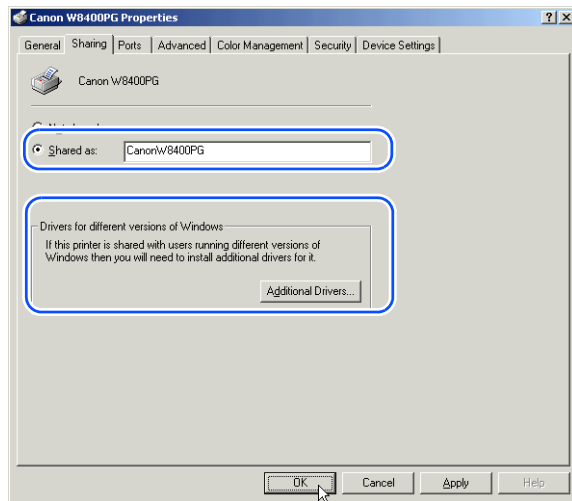 Canon W8400PG Properties
General Sharing Ports Advanced Color Management Security Device Settings
Canon W8400PG
Shared as: CanonW8400PG
Drivers for different versions of Windows
If this printer is shared with users running different versions of
Windows then you will need to install additional drivers for it.
Additional Drivers...
OK Cancel Apply Help